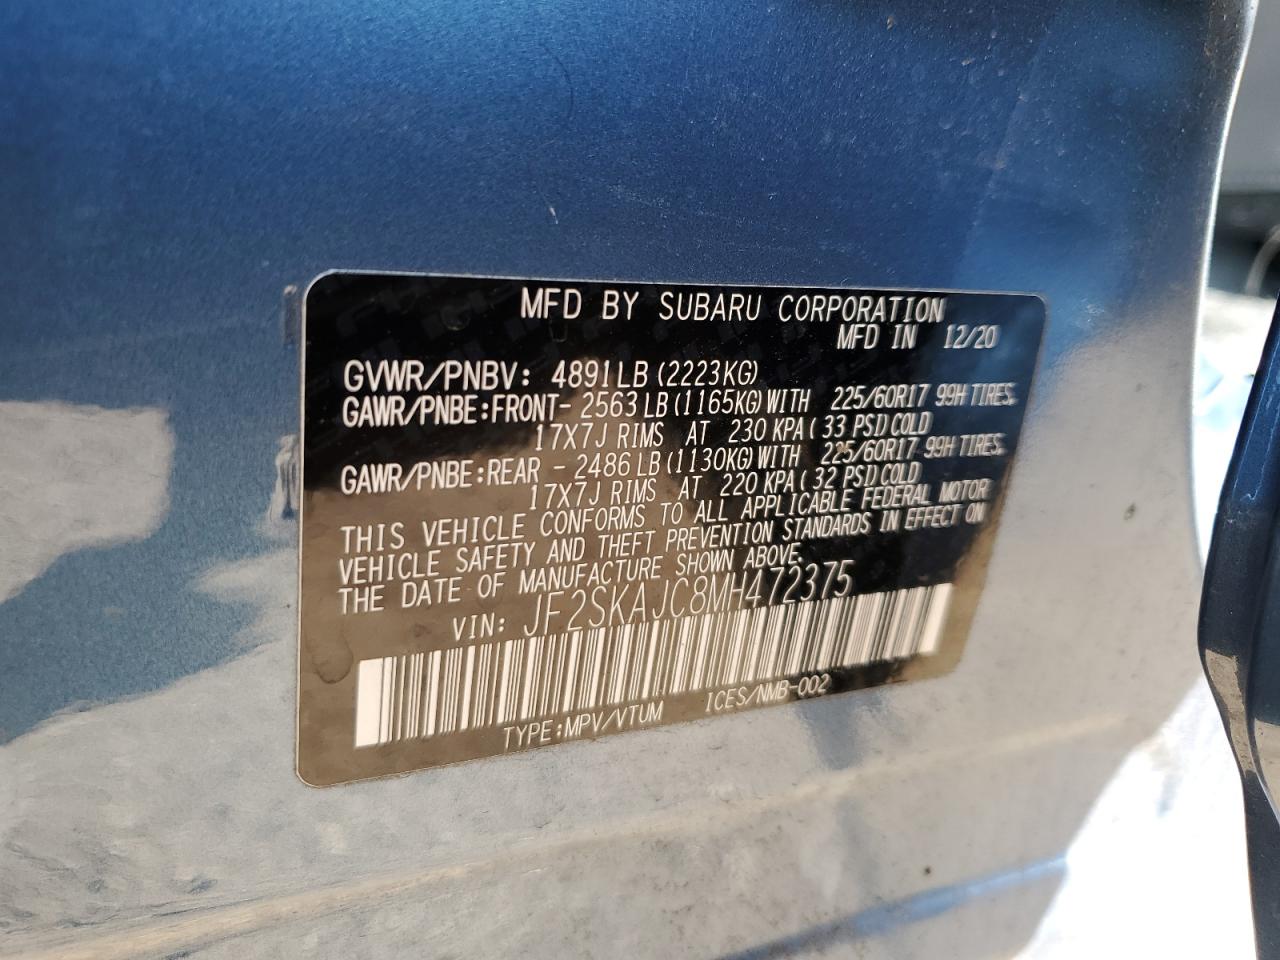 MFD BY SUBARU CORPORATION
MFD IN 12/20
GVWR/PNBV: 4891LB (2223KG)
GAWR/PNBE:FRONT- 2563 LB (1165KG) WITH 225/60R17 99H TIRES.
17X7J RIMS AT 230 KPA ( 33 PSI) COLD
GAWR/PNBE:REAR - 2486 LB (1130KG) WITH 225/60R17 99H TIRES.
17X7J RIMS AT 220 KPA ( 32 PSI) COLD
THIS VEHICLE CONFORMS TO ALL APPLICABLE FEDERAL MOTOR
VEHICLE SAFETY AND THEFT PREVENTION STANDARDS IN EFFECT ON
THE DATE OF MANUFACTURE SHOWN ABOVE.
VIN: JF2SKAJC8MH472375
TYPE:MPV/VTUM ICES/NMB-002